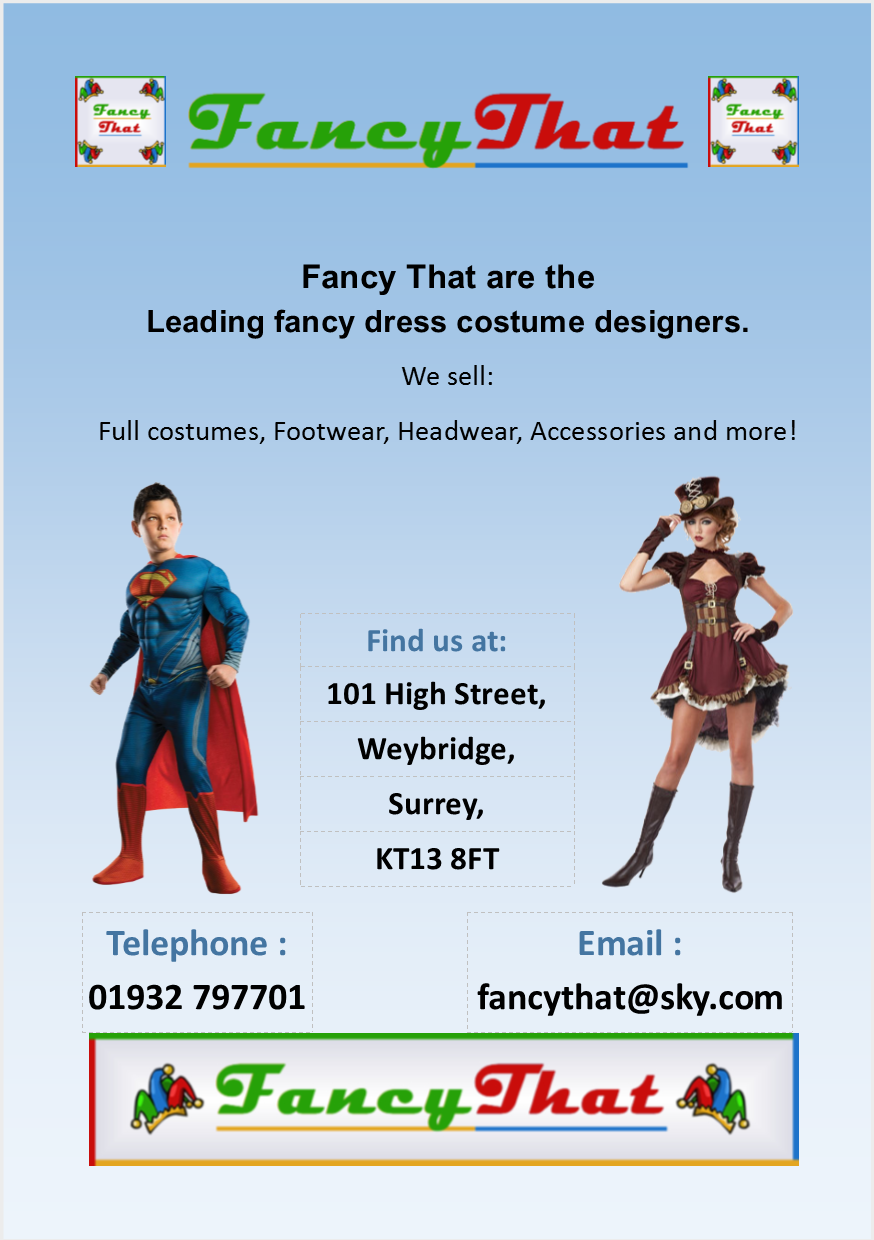 Fancy
That
FancyThat
Fancy
That
Fancy That are the
Leading fancy dress costume designers.
We sell:
Full costumes, Footwear, Headwear, Accessories and more!
Find us at:
101 High Street,
Weybridge,
Surrey,
KT13 8FT
Telephone :
01932 797701
Email :
fancythat@sky.com
FancyThat